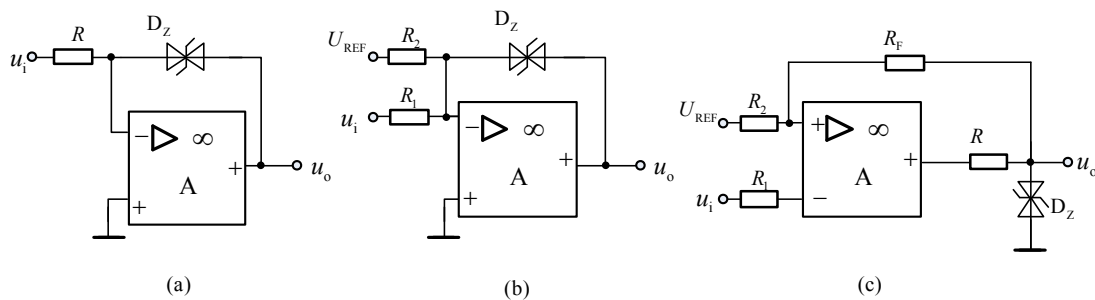 R
D_Z
u_i
- ▷ ∞
+
A
+
u_o
(a)
U_REF
R_2
D_Z
R_1
u_i
- ▷ ∞
+
A
+
u_o
(b)
R_F
U_REF
R_2
+ ▷ ∞
+
R
u_o
A
u_i
R_1
-
D_Z
(c)